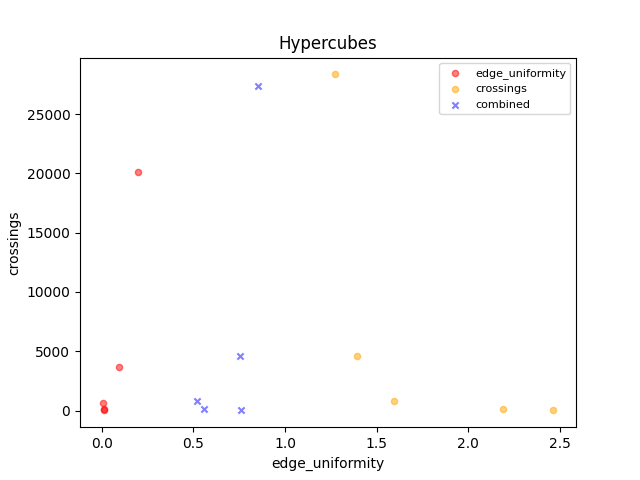 Hypercubes
edge_uniformity
crossings
combined
25000
20000
15000
10000
5000
0
crossings
0.0 0.5 1.0 1.5 2.0 2.5
edge_uniformity